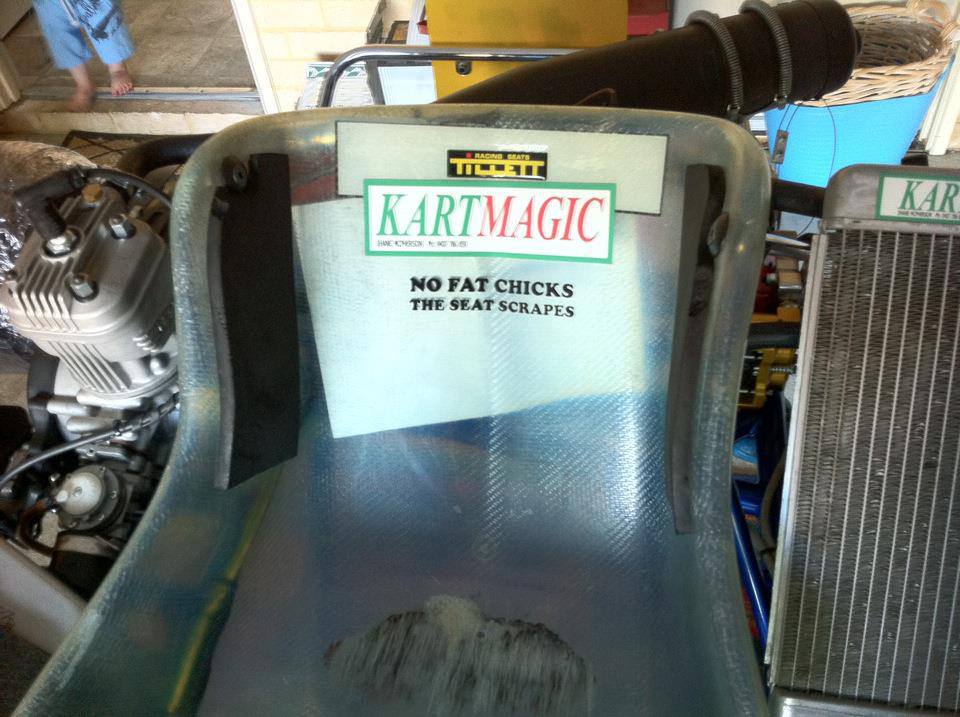 RACING SEATS
TILLETT
KARTMAGIC
NO FAT CHICKS
THE SEAT SCRAPES
KAR